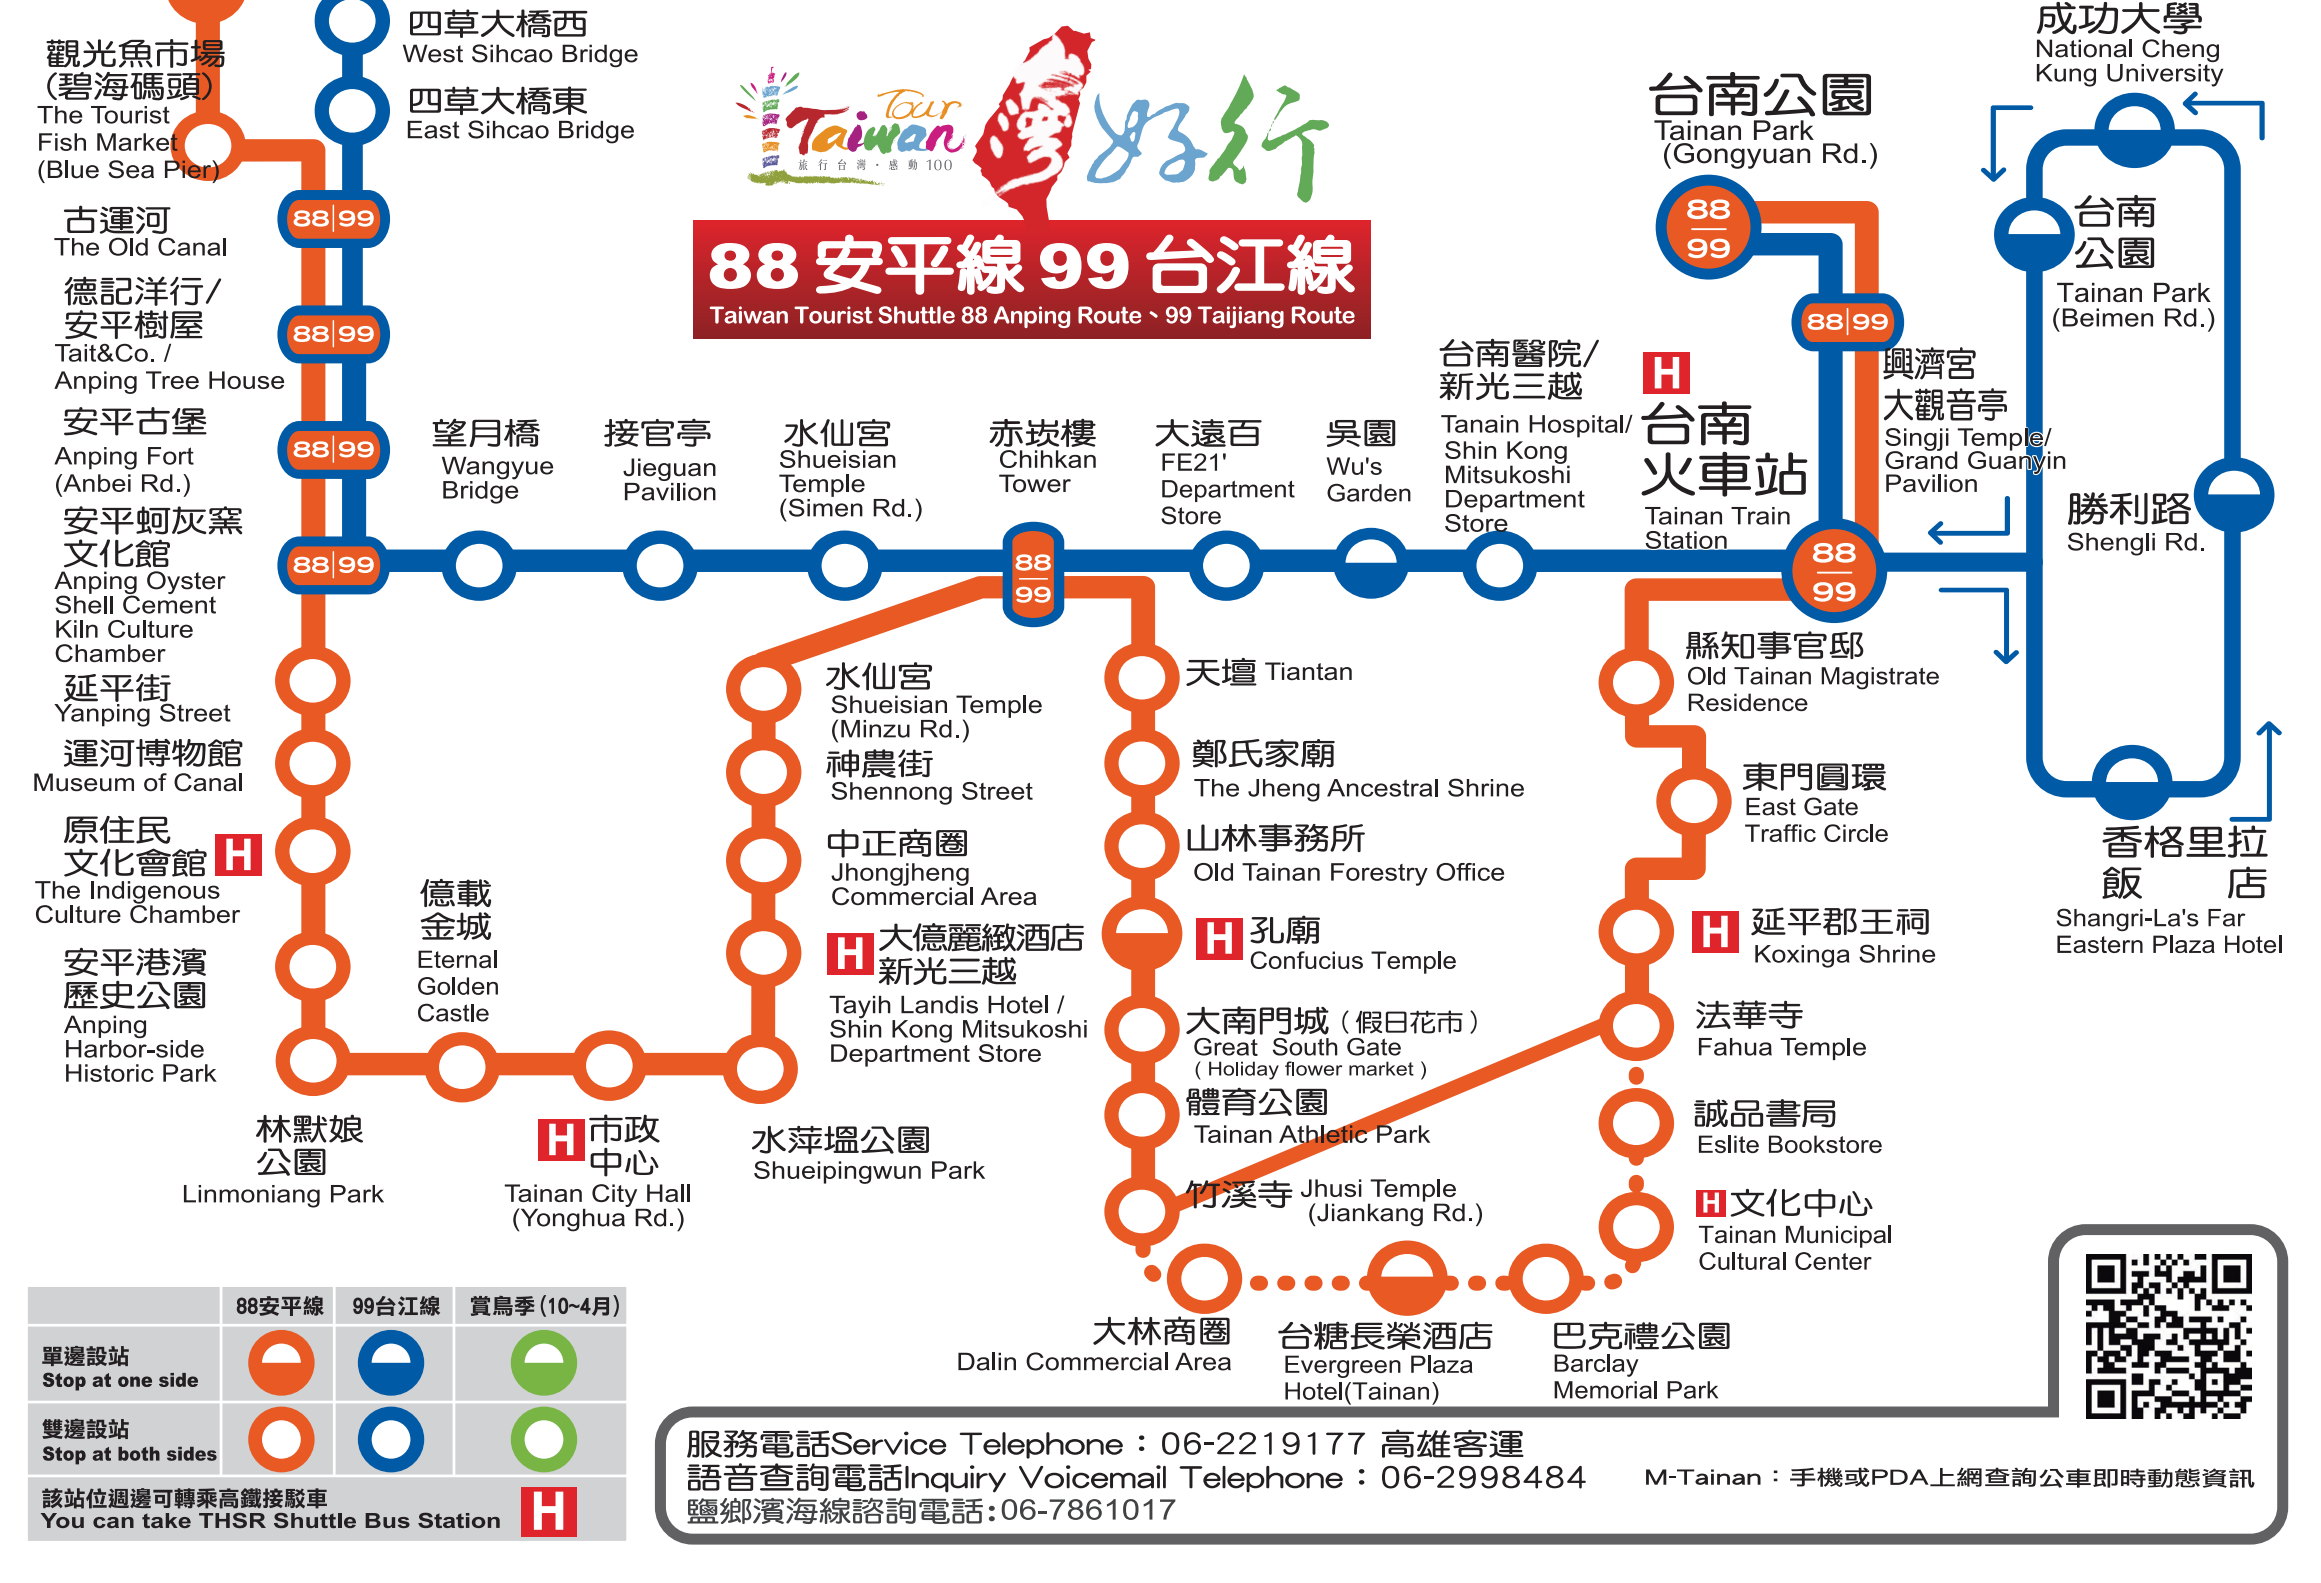 四草大橋西
West Sihcao Bridge
四草大橋東
East Sihcao Bridge
觀光魚市場
(碧海碼頭)
The Tourist
Fish Market
(Blue Sea Pier)
古運河
The Old Canal
88|99
德記洋行/
安平樹屋
Tait&Co. /
Anping Tree House
88|99
安平古堡
Anping Fort
(Anbei Rd.)
88|99
安平蚵灰窯
文化館
Anping Oyster
Shell Cement
Kiln Culture
Chamber
88|99
延平街
Yanping Street
運河博物館
Museum of Canal
原住民
文化會館 H
The Indigenous
Culture Chamber
安平港濱
歷史公園
Anping
Harbor-side
Historic Park
林默娘
公園
Linmoniang Park
億載
金城
Eternal
Golden
Castle
H 市政
中心
Tainan City Hall
(Yonghua Rd.)
水萍塭公園
Shueipingwun Park
Tour
Taiwan
旅行台灣・感動100
灣好行
88安平線99台江線
Taiwan Tourist Shuttle 88 Anping Route、99 Taijiang Route
望月橋
Wangyue
Bridge
接官亭
Jieguan
Pavilion
水仙宮
Shueisian
Temple
(Simen Rd.)
赤崁樓
Chihkan
Tower
88
99
大遠百
FE21'
Department
Store
吳園
Wu's
Garden
台南醫院/
新光三越
Tanain Hospital/
Shin Kong
Mitsukoshi
Department
Store
H
台南
火車站
Tainan Train
Station
88
99
台南公園
Tainan Park
(Gongyuan Rd.)
88
99
88|99
興濟宮
大觀音亭
Singji Temple/
Grand Guanyin
Pavilion
成功大學
National Cheng
Kung University
台南
公園
Tainan Park
(Beimen Rd.)
勝利路
Shengli Rd.
香格里拉
飯店
Shangri-La's Far
Eastern Plaza Hotel
水仙宮
Shueisian Temple
(Minzu Rd.)
神農街
Shennong Street
中正商圈
Jhongjheng
Commercial Area
H 大億麗緻酒店
新光三越
Tayih Landis Hotel /
Shin Kong Mitsukoshi
Department Store
天壇 Tiantan
鄭氏家廟
The Jheng Ancestral Shrine
山林事務所
Old Tainan Forestry Office
H 孔廟
Confucius Temple
大南門城(假日花市)
Great South Gate
(Holiday flower market)
體育公園
Tainan Athletic Park
竹溪寺 Jhusi Temple
(Jiankang Rd.)
縣知事官邸
Old Tainan Magistrate
Residence
東門圓環
East Gate
Traffic Circle
H 延平郡王祠
Koxinga Shrine
法華寺
Fahua Temple
誠品書局
Eslite Bookstore
H 文化中心
Tainan Municipal
Cultural Center
大林商圈
Dalin Commercial Area
台糖長榮酒店
Evergreen Plaza
Hotel(Tainan)
巴克禮公園
Barclay
Memorial Park
88安平線 99台江線 賞鳥季(10~4月)
單邊設站
Stop at one side
雙邊設站
Stop at both sides
該站位週邊可轉乘高鐵接駁車
You can take THSR Shuttle Bus Station H
服務電話Service Telephone：06-2219177 高雄客運
語音查詢電話Inquiry Voicemail Telephone：06-2998484
鹽鄉濱海線諮詢電話:06-7861017
M-Tainan：手機或PDA上網查詢公車即時動態資訊